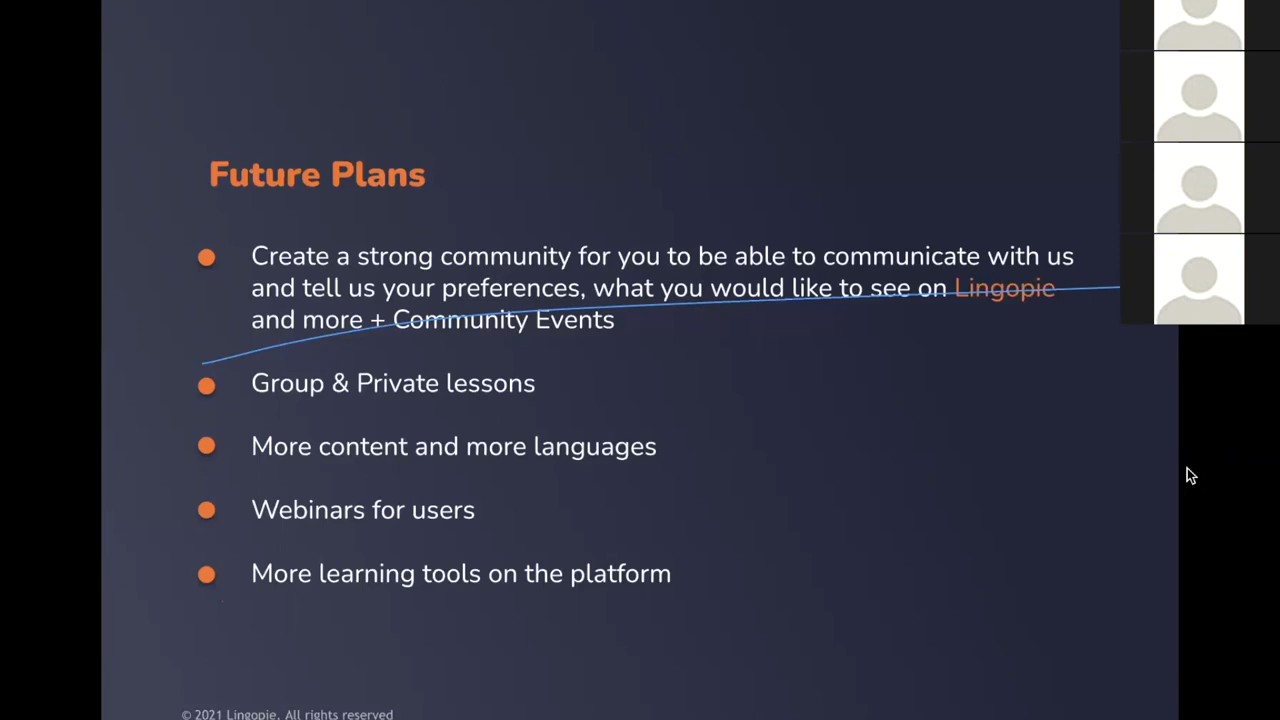 Future Plans
Create a strong community for you to be able to communicate with us
and tell us your preferences, what you would like to see on Lingopie
and more + Community Events
Group & Private lessons
More content and more languages
Webinars for users
More learning tools on the platform
© 2021 Lingopie. All rights reserved